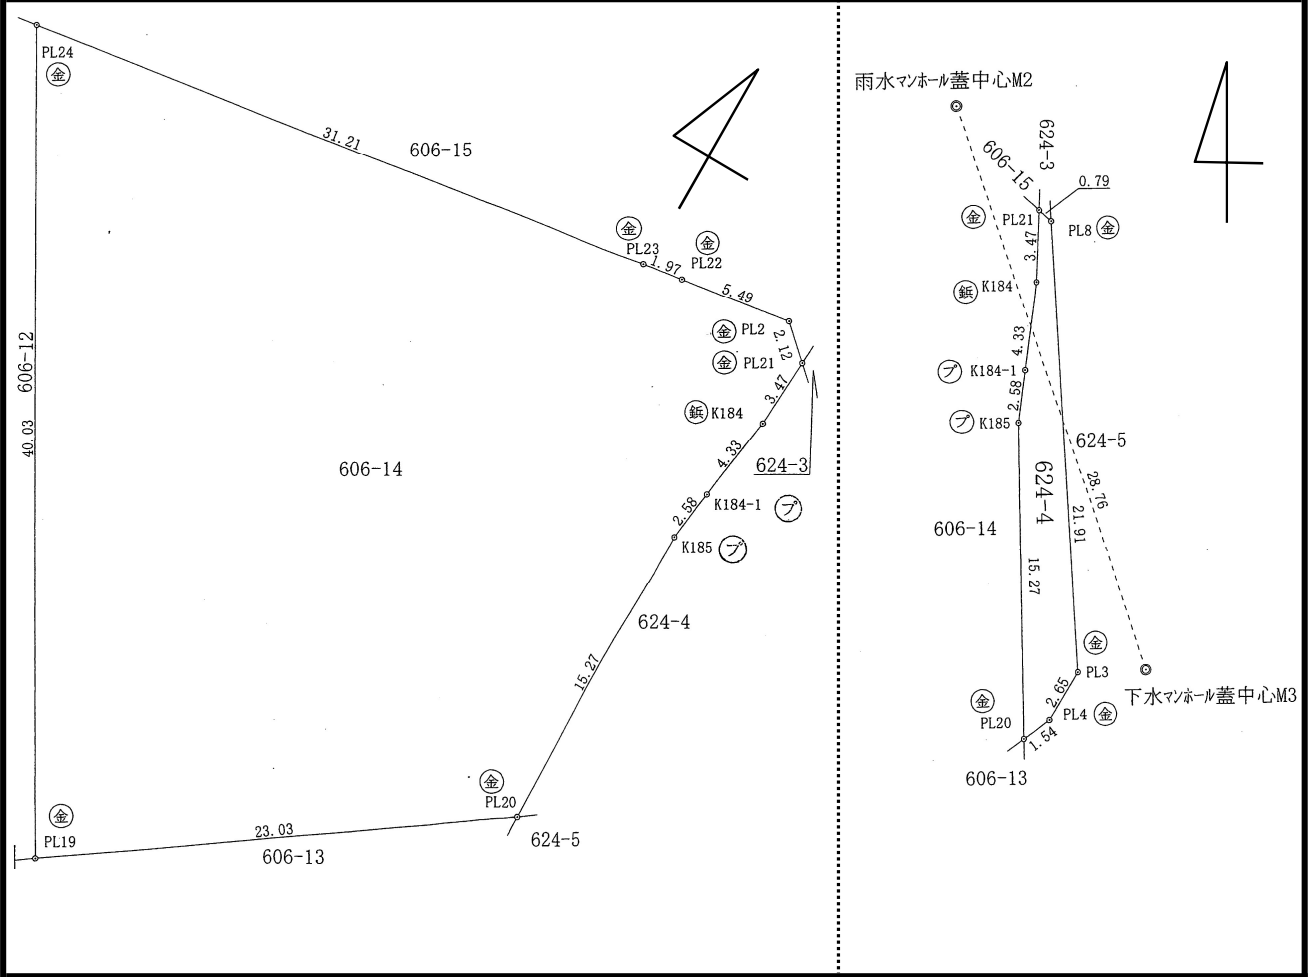 PL24
金
31.21
606-15
金
PL23
1.97
金
PL22
5.49
金 PL2
2.12
金 PL21
3.47
鋲 K184
4.33
624-3
K184-1 プ
2.58
K185 プ
606-12
40.03
606-14
624-4
15.27
金
PL20
624-5
金
PL19
23.03
606-13
雨水マンホール蓋中心M2
624-3
606-15
0.79
金 PL21
PL8 金
3.47
鋲 K184
4.33
プ K184-1
2.58
プ K185
624-5
624-4
28.76
21.91
606-14
15.27
金
PL3
下水マンホール蓋中心M3
2.65
金
PL20
PL4 金
1.54
606-13